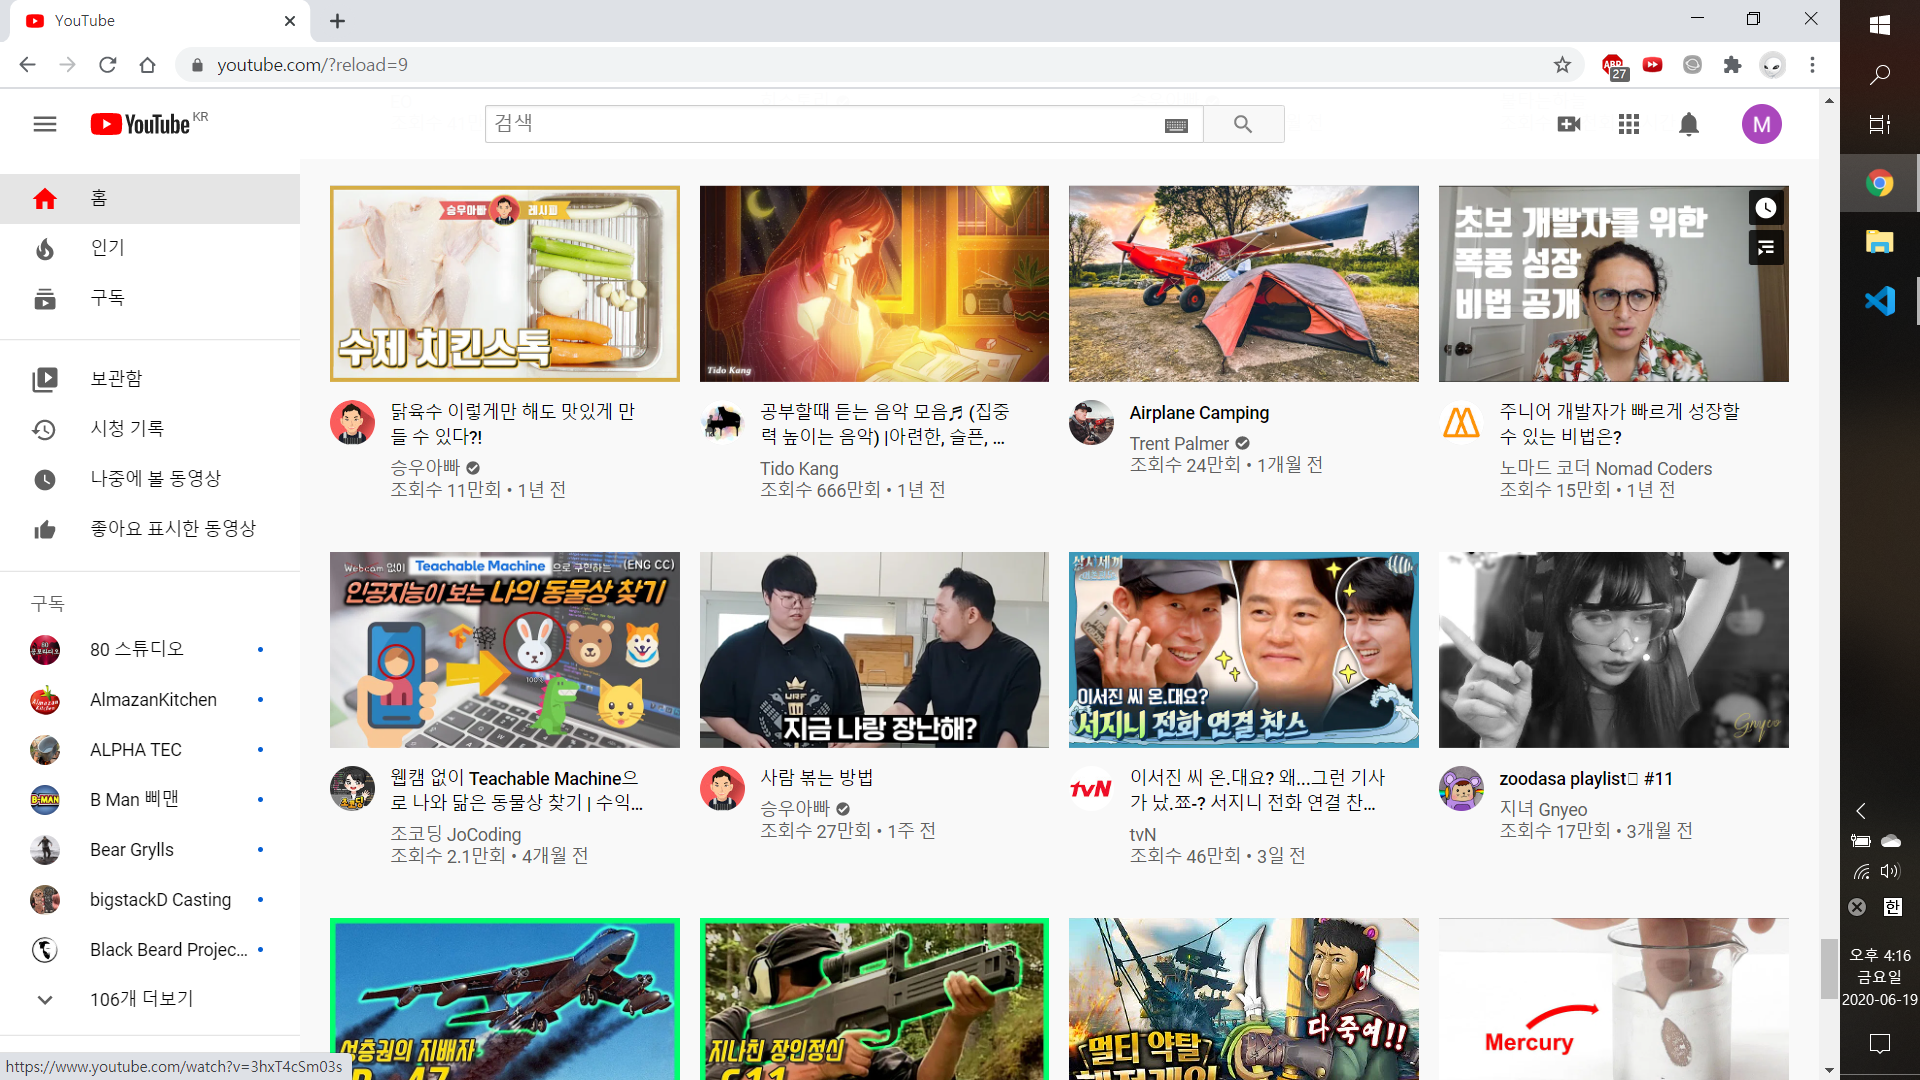 YouTube
youtube.com/?reload=9
ABP
27
YouTube KR
검색
M
홈
인기
구독
보관함
시청 기록
나중에 볼 동영상
좋아요 표시한 동영상
구독
80 스튜디오
AlmazanKitchen
ALPHA TEC
B Man 삐맨
Bear Grylls
bigstackD Casting
Black Beard Projec...
106개 더보기
https://www.youtube.com/watch?v=3hxT4cSm03s
승우아빠 레시피
수제 치킨스톡
닭육수 이렇게만 해도 맛있게 만
들 수 있다?!
승우아빠
조회수 11만회 • 1년 전
Tido Kang
공부할때 듣는 음악 모음♬ (집중
력 높이는 음악) |아련한, 슬픈, ...
Tido Kang
조회수 666만회 • 1년 전
Airplane Camping
Trent Palmer
조회수 24만회 • 1개월 전
초보 개발자를 위한
폭풍 성장
비법 공개
주니어 개발자가 빠르게 성장할
수 있는 비법은?
노마드 코더 Nomad Coders
조회수 15만회 • 1년 전
Webcam 없이 Teachable Machine 으로 구현하는 (ENG CC)
인공지능이 보는 나의 동물상 찾기
100%
조코딩
웹캠 없이 Teachable Machine으
로 나와 닮은 동물상 찾기 | 수익...
조코딩 JoCoding
조회수 2.1만회 • 4개월 전
지금 나랑 장난해?
사람 볶는 방법
승우아빠
조회수 27만회 • 1주 전
삼시세끼
이서진 씨 온.대요?
서지니 전화 연결 찬스
tvN
이서진 씨 온.대요? 왜...그런 기사
가 났.쪼-? 서지니 전화 연결 찬...
tvN
조회수 46만회 • 3일 전
Gnyeo
zoodasa playlist #11
지녀 Gnyeo
조회수 17만회 • 3개월 전
성층권의 지배자
B-47
지나친 장인정신
G11
다 죽여!!
멀티 약탈
해적게임
Mercury
한
오후 4:16
금요일
2020-06-19